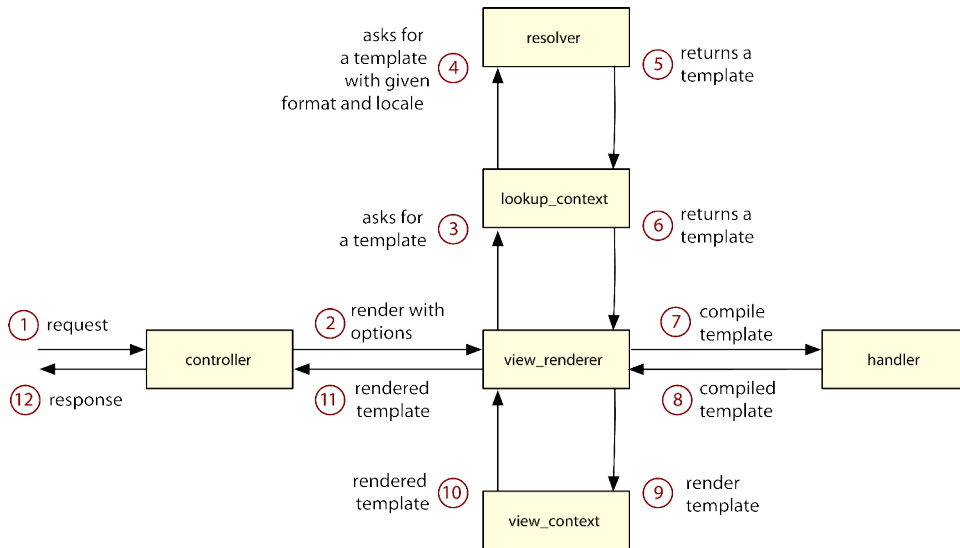 resolver
asks for
a template
with given
format and locale
4
5
returns a
template
lookup_context
asks for
a template
3
6
returns a
template
1
request
2
render with
options
7
compile
template
controller
view_renderer
handler
12
response
11
rendered
template
8
compiled
template
rendered
template
10
9
render
template
view_context